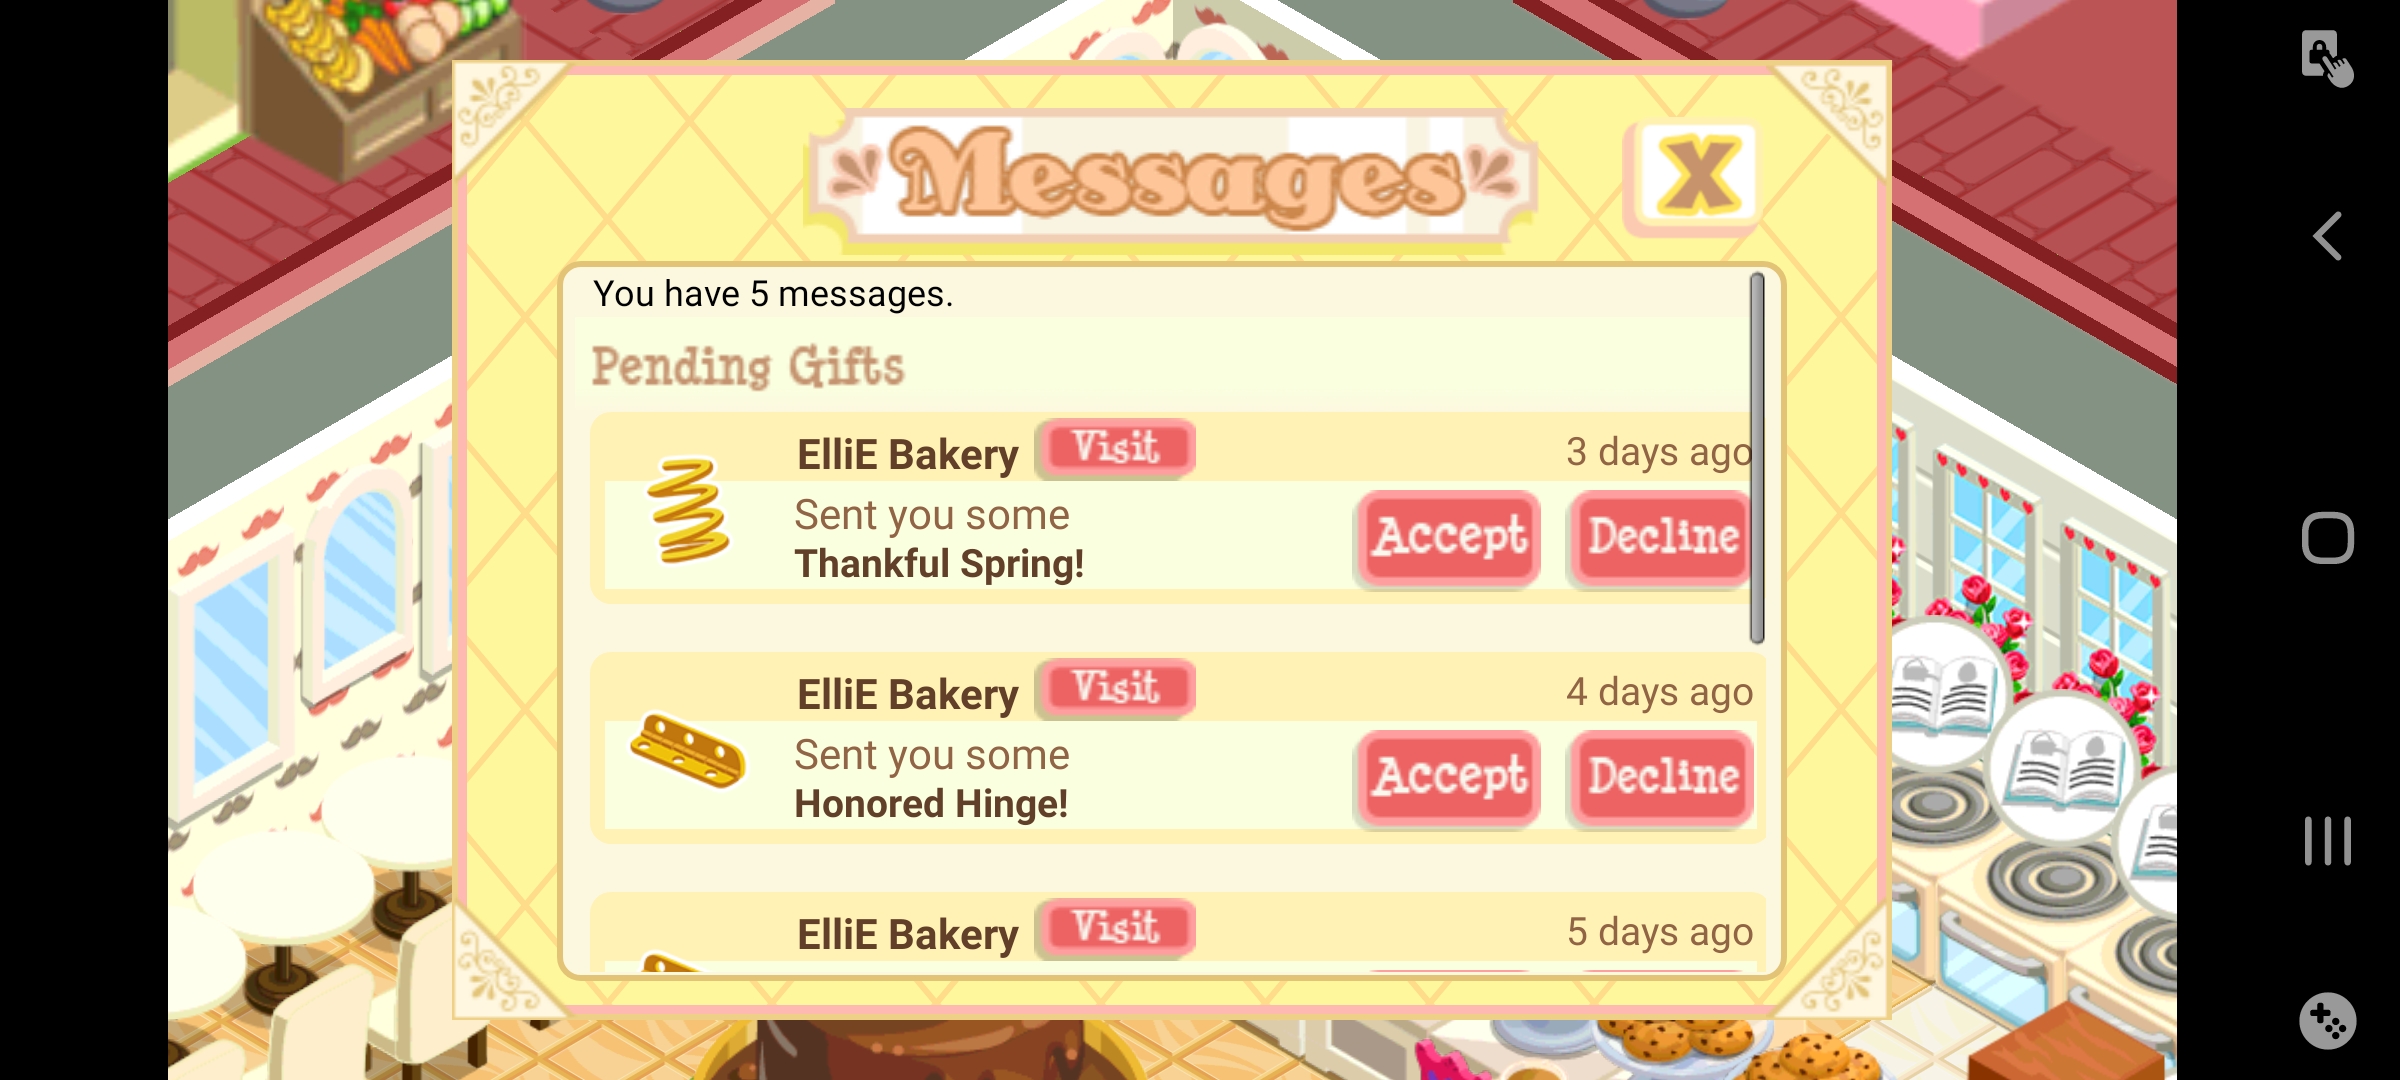 Messages
X
You have 5 messages.
Pending Gifts
ElliE Bakery Visit 3 days ago
Sent you some
Thankful Spring!
Accept Decline
ElliE Bakery Visit 4 days ago
Sent you some
Honored Hinge!
Accept Decline
ElliE Bakery Visit 5 days ago